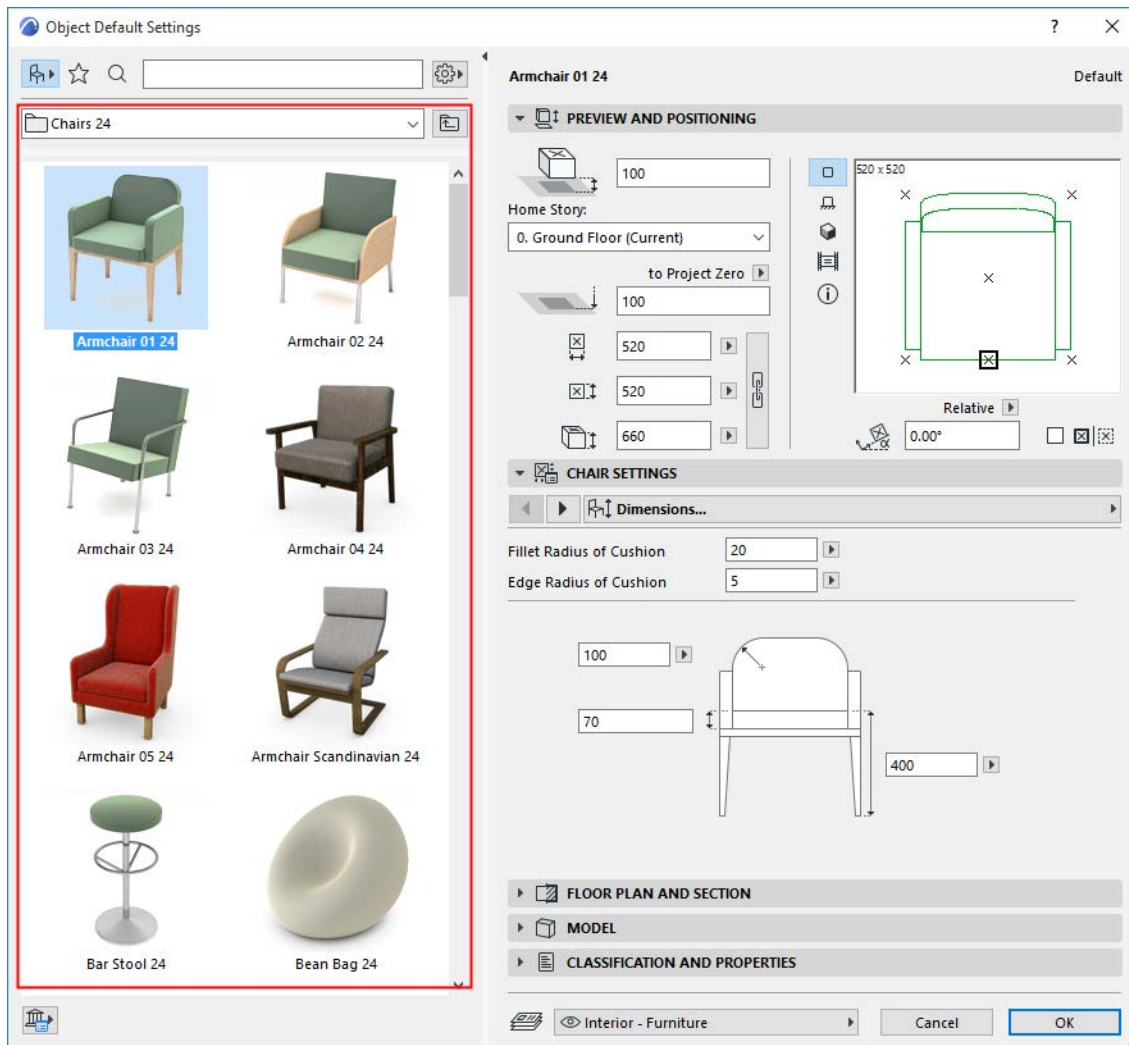 Object Default Settings
?
Chairs 24
Armchair 01 24
Armchair 02 24
Armchair 03 24
Armchair 04 24
Armchair 05 24
Armchair Scandinavian 24
Bar Stool 24
Bean Bag 24
Armchair 01 24
Default
PREVIEW AND POSITIONING
100
Home Story:
0. Ground Floor (Current)
to Project Zero
100
520
520
660
520 x 520
Relative
α
0.00°
CHAIR SETTINGS
Dimensions...
Fillet Radius of Cushion
20
Edge Radius of Cushion
5
100
70
400
FLOOR PLAN AND SECTION
MODEL
CLASSIFICATION AND PROPERTIES
Interior - Furniture
Cancel
OK